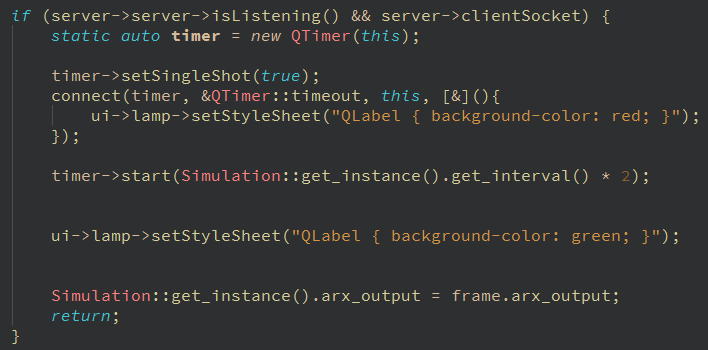 if (server->server->isListening() && server->clientSocket) {
    static auto timer = new QTimer(this);
    timer->setSingleShot(true);
    connect(timer, &QTimer::timeout, this, [&](){
        ui->lamp->setStyleSheet("QLabel { background-color: red; }");
    });
    timer->start(Simulation::get_instance().get_interval() * 2);
    ui->lamp->setStyleSheet("QLabel { background-color: green; }");
    Simulation::get_instance().arx_output = frame.arx_output;
    return;
}